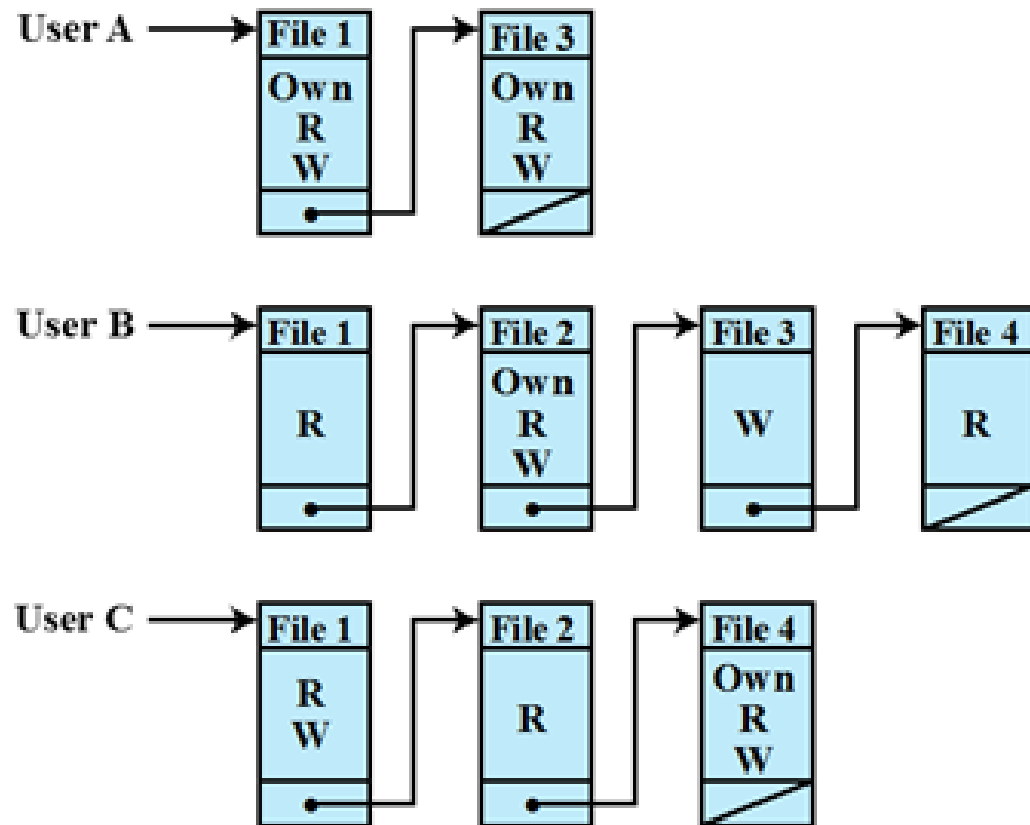 User A
File 1
Own
R
W
File 3
Own
R
W
User B
File 1
R
File 2
Own
R
W
File 3
W
File 4
R
User C
File 1
R
W
File 2
R
File 4
Own
R
W